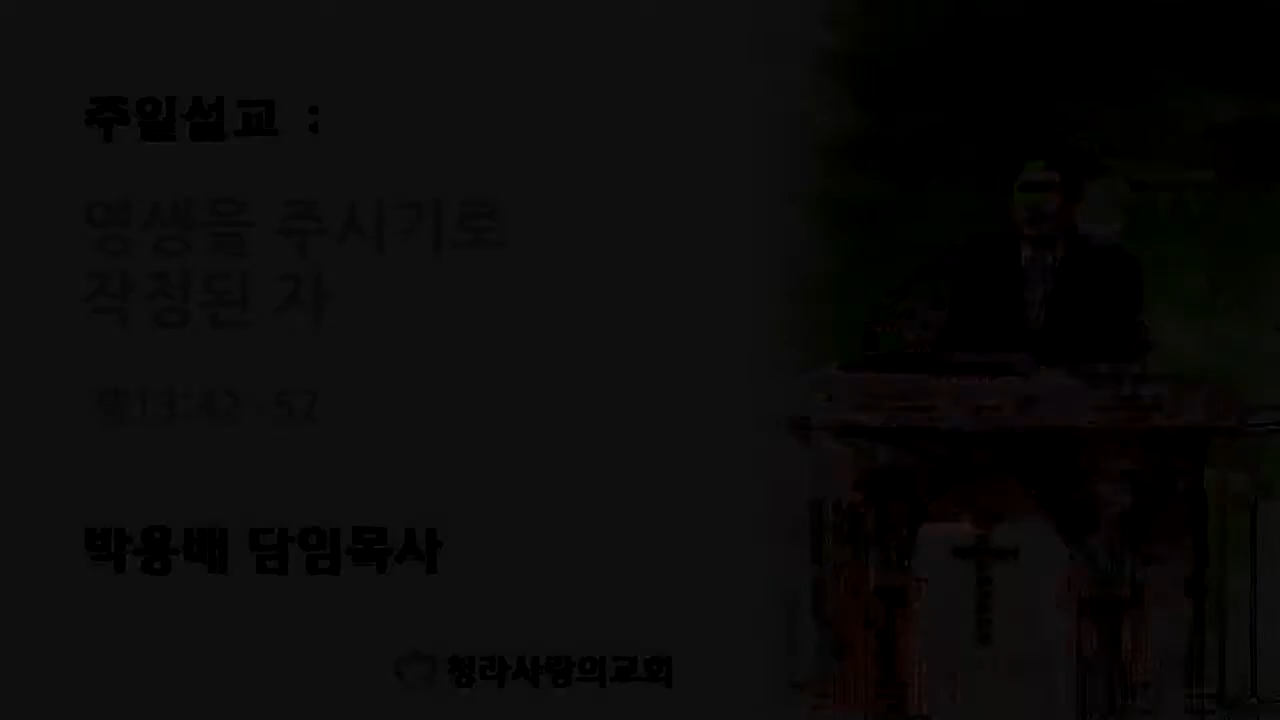 주일설교 :
영생을 주시기로
작정된 자
행13:42-52
박용배 담임목사
청라사랑의교회